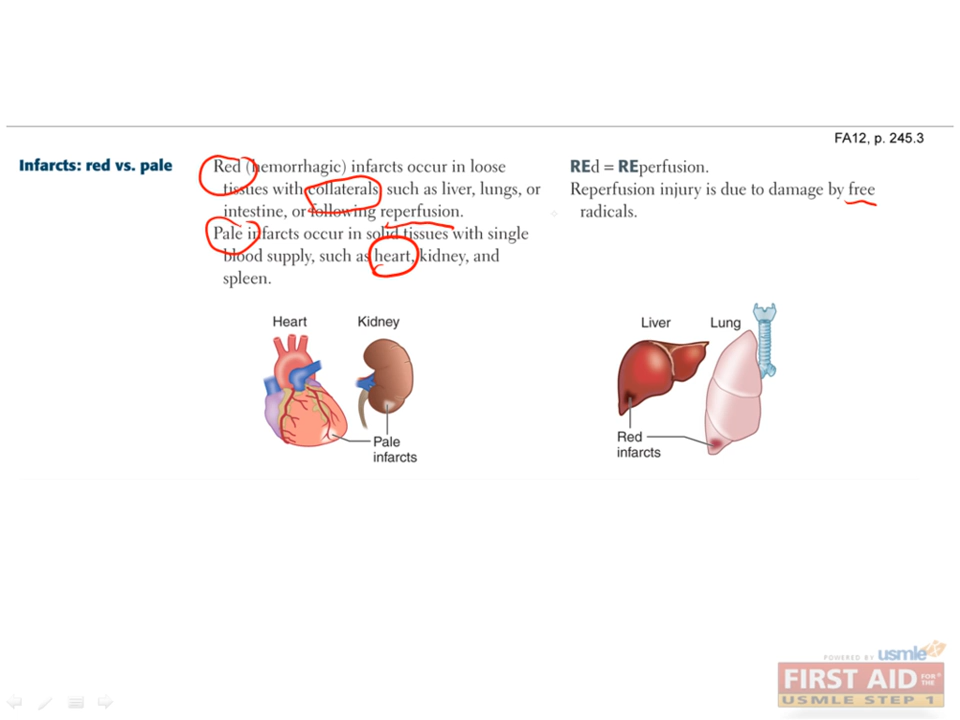 FA12, p. 245.3
Infarcts: red vs. pale
Red (hemorrhagic) infarcts occur in loose
tissues with collaterals, such as liver, lungs, or
intestine, or following reperfusion.
Pale infarcts occur in solid tissues with single
blood supply, such as heart, kidney, and
spleen.
REd = REperfusion.
Reperfusion injury is due to damage by free
radicals.
Heart
Kidney
Pale
infarcts
Liver
Lung
Red
infarcts
POWERED BY usmle
FIRST AID FOR THE®
USMLE STEP 1